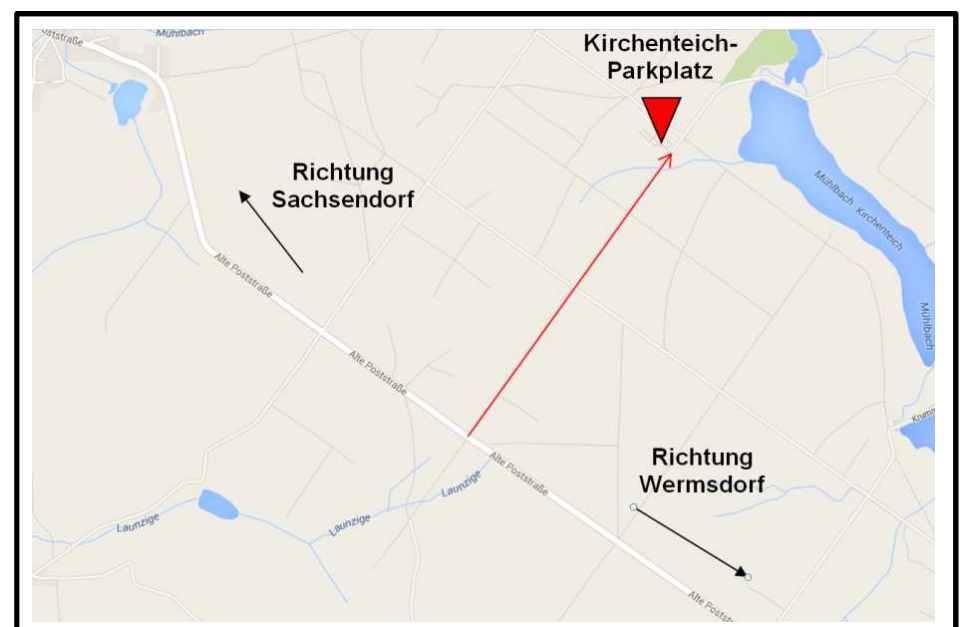 Mühlbach
Kirchenteich-
Parkplatz
Richtung
Sachsendorf
Mühlbach Kirchenteich
Alte Poststraße
Mühlbach
Alte Poststraße
Richtung
Wermsdorf
Alte Poststraße
Launzige
Launzige
Launzige